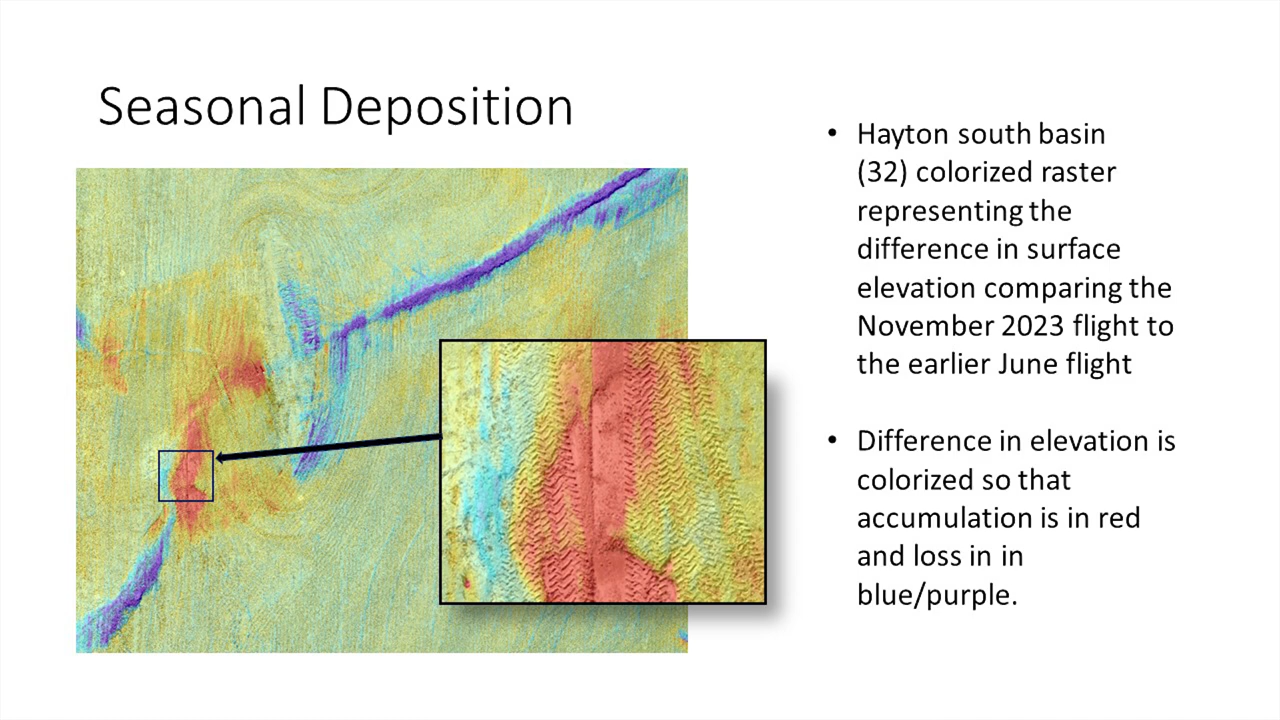 Seasonal Deposition
• Hayton south basin
(32) colorized raster
representing the
difference in surface
elevation comparing the
November 2023 flight to
the earlier June flight
• Difference in elevation is
colorized so that
accumulation is in red
and loss in in
blue/purple.